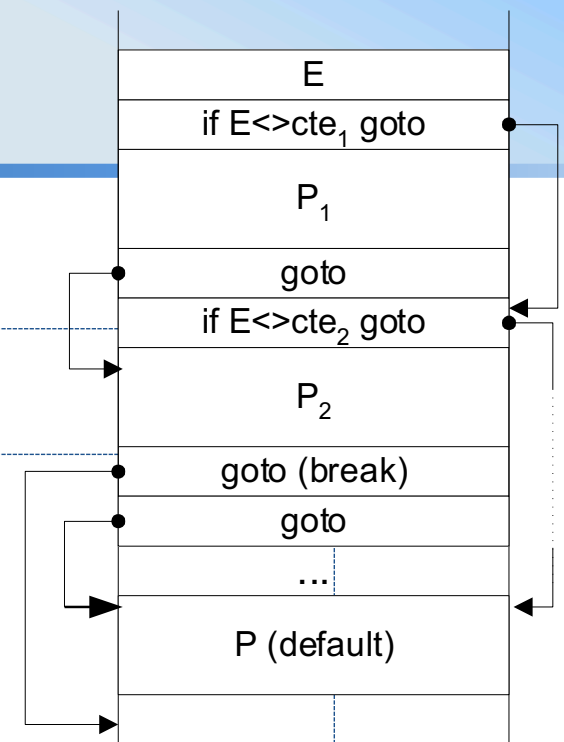 E
if E<>cte₁ goto
P₁
goto
if E<>cte₂ goto
P₂
goto (break)
goto
...
P (default)